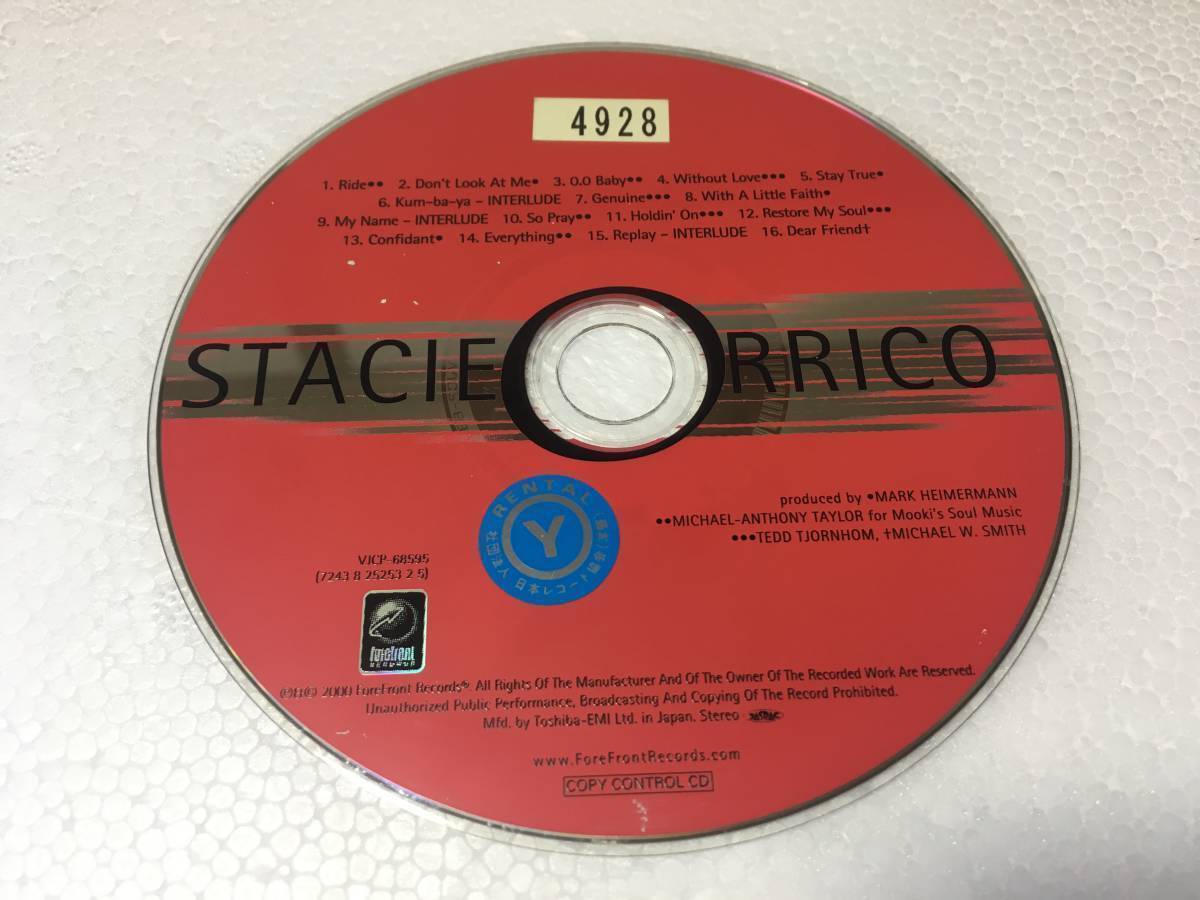 4928
1. Ride•• 2. Don't Look At Me• 3. O.O Baby•• 4. Without Love••• 5. Stay True•
6. Kum-ba-ya - INTERLUDE 7. Genuine••• 8. With A Little Faith•
9. My Name - INTERLUDE 10. So Pray•• 11. Holdin' On••• 12. Restore My Soul•••
13. Confidant• 14. Everything•• 15. Replay - INTERLUDE 16. Dear Friend†
STACIE ORRICO
RENTAL
Y
社団法人 日本レコード協会
produced by •MARK HEIMERMANN
••MICHAEL-ANTHONY TAYLOR for Mooki's Soul Music
•••TEDD TJORNHOM, †MICHAEL W. SMITH
VJCP-68595
(7243 8 25253 2 5)
forefront
RECORDS
℗&© 2000 ForeFront Records®. All Rights Of The Manufacturer And Of The Owner Of The Recorded Work Are Reserved.
Unauthorized Public Performance, Broadcasting And Copying Of The Record Prohibited.
Mfd. by Toshiba-EMI Ltd. in Japan. Stereo
www.ForeFrontRecords.com
COPY CONTROL CD